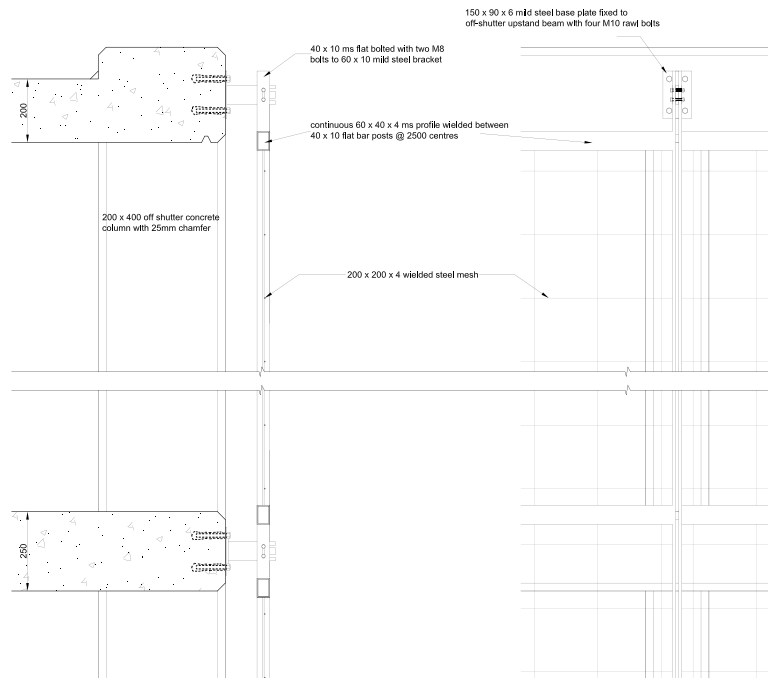 150 x 90 x 6 mild steel base plate fixed to
off-shutter upstand beam with four M10 rawl bolts
40 x 10 ms flat bolted with two M8
bolts to 60 x 10 mild steel bracket
200
continuous 60 x 40 x 4 ms profile wielded between
40 x 10 flat bar posts @ 2500 centres
200 x 400 off shutter concrete
column with 25mm chamfer
200 x 200 x 4 wielded steel mesh
250